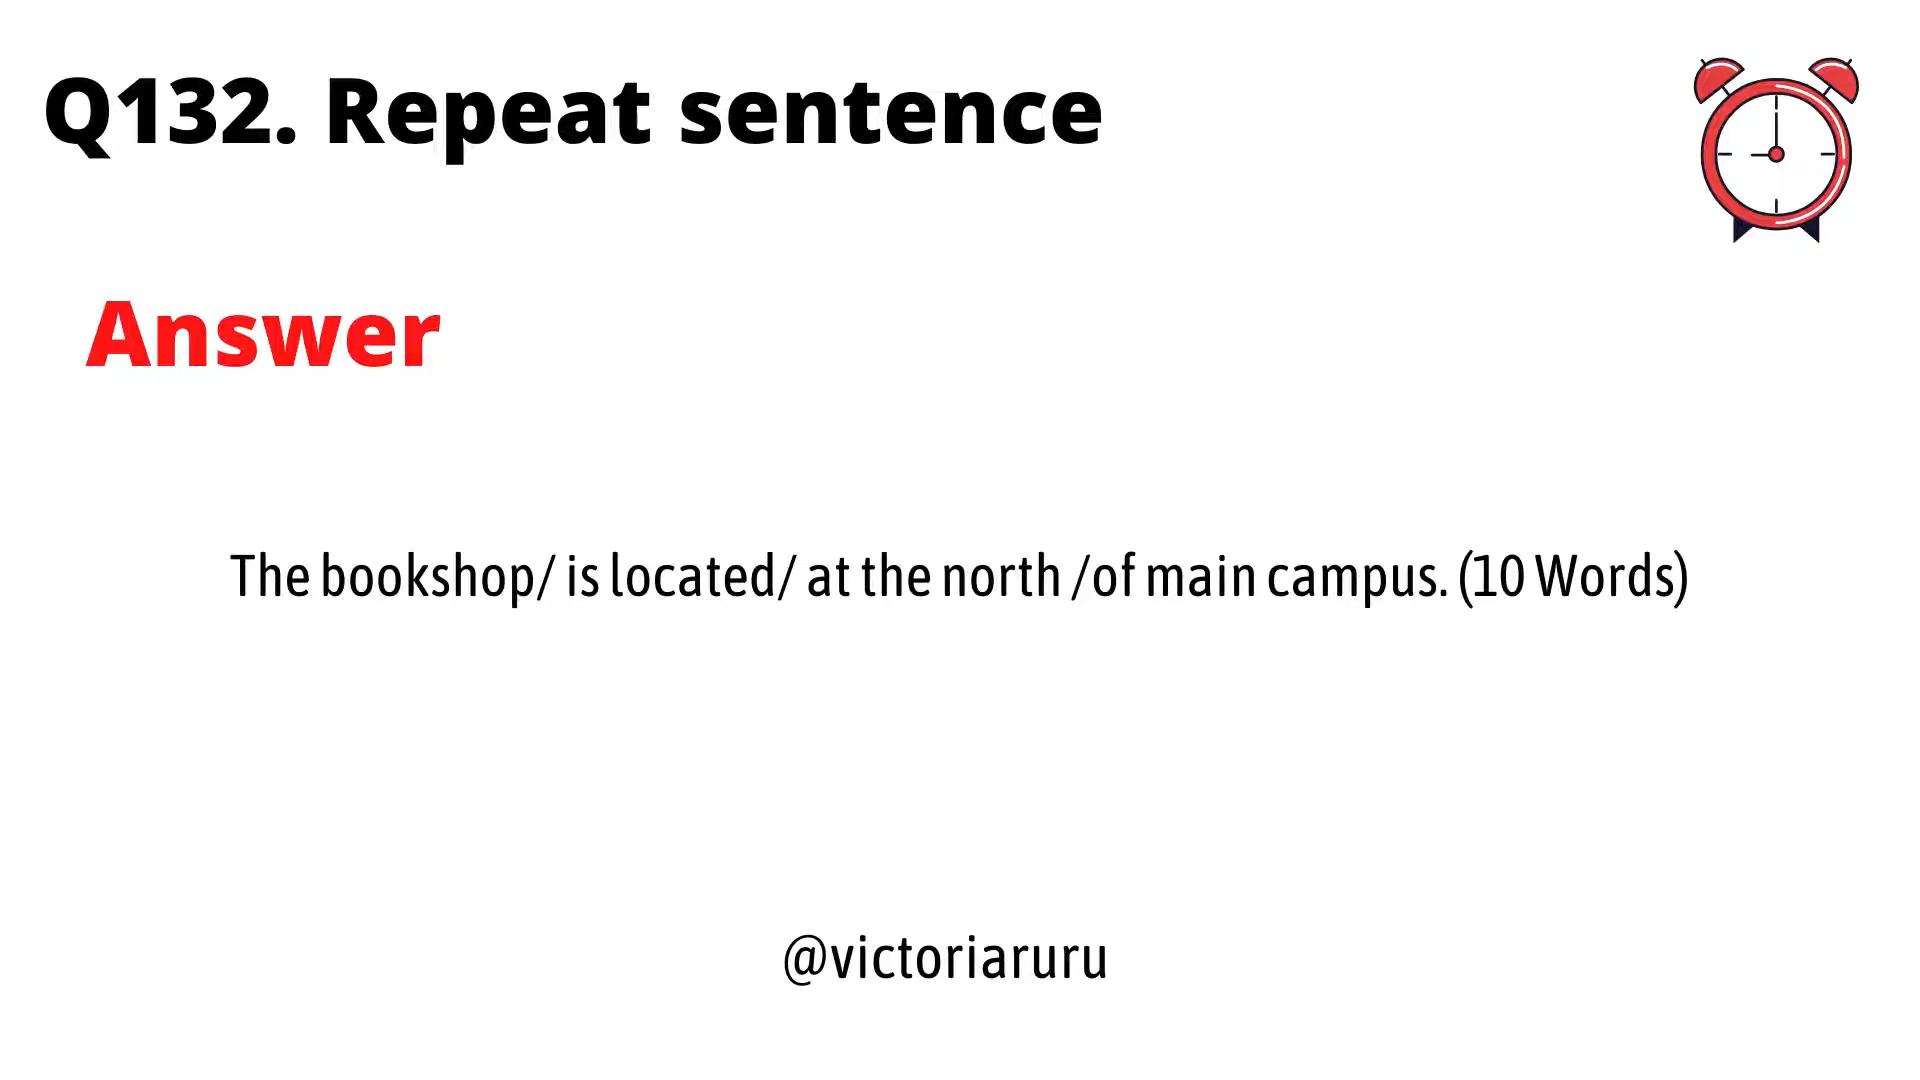 Q132. Repeat sentence
Answer
The bookshop/ is located/ at the north /of main campus. (10 Words)
@victoriaruru